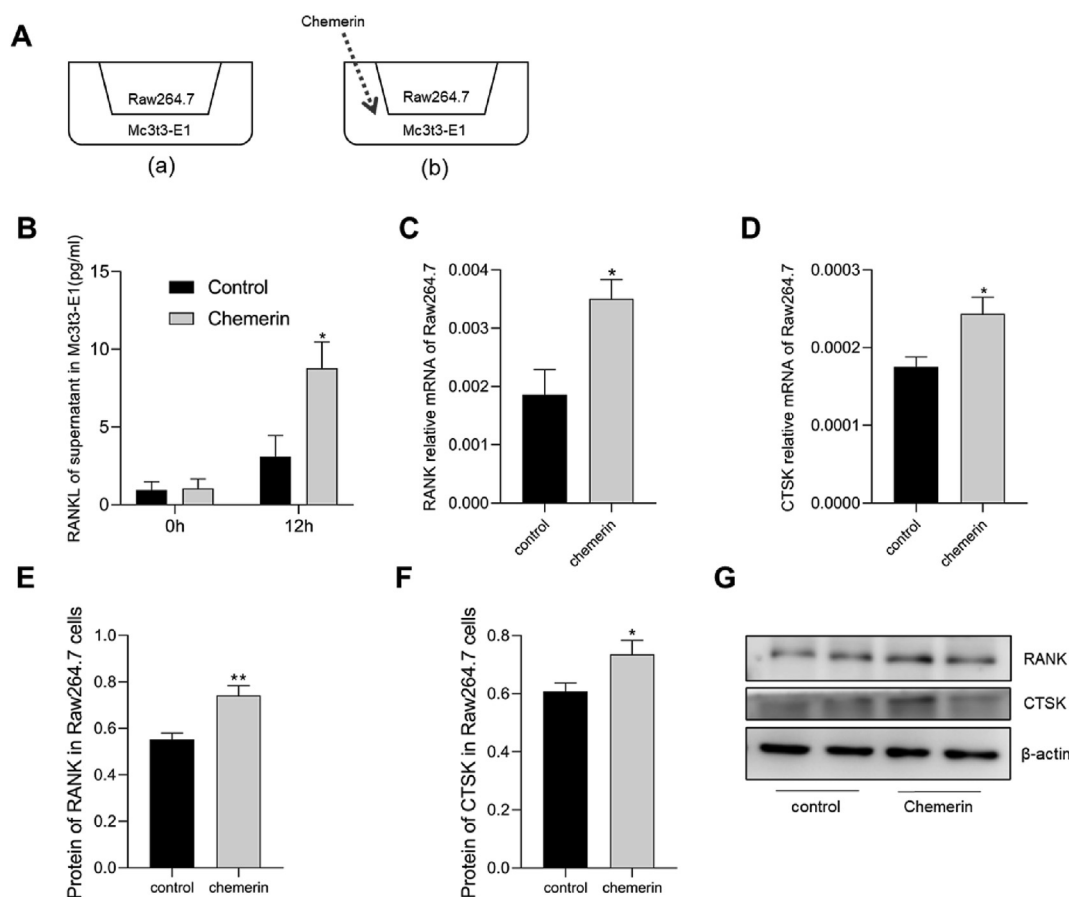 A
Chemerin
Raw264.7
Mc3t3-E1
(a)
Raw264.7
Mc3t3-E1
(b)
B
RANKL of supernatant in Mc3t3-E1(pg/ml)
15
10
5
0
Control
Chemerin
*
0h
12h
C
RANK relative mRNA of Raw264.7
0.004
0.003
0.002
0.001
0.000
*
control
chemerin
D
CTSK relative mRNA of Raw264.7
0.0003
0.0002
0.0001
0.0000
*
control
chemerin
E
Protein of RANK in Raw264.7 cells
1.0
0.8
0.6
0.4
0.2
0.0
**
control
chemerin
F
Protein of CTSK in Raw264.7 cells
0.8
0.6
0.4
0.2
0.0
*
control
chemerin
G
RANK
CTSK
β-actin
control
Chemerin